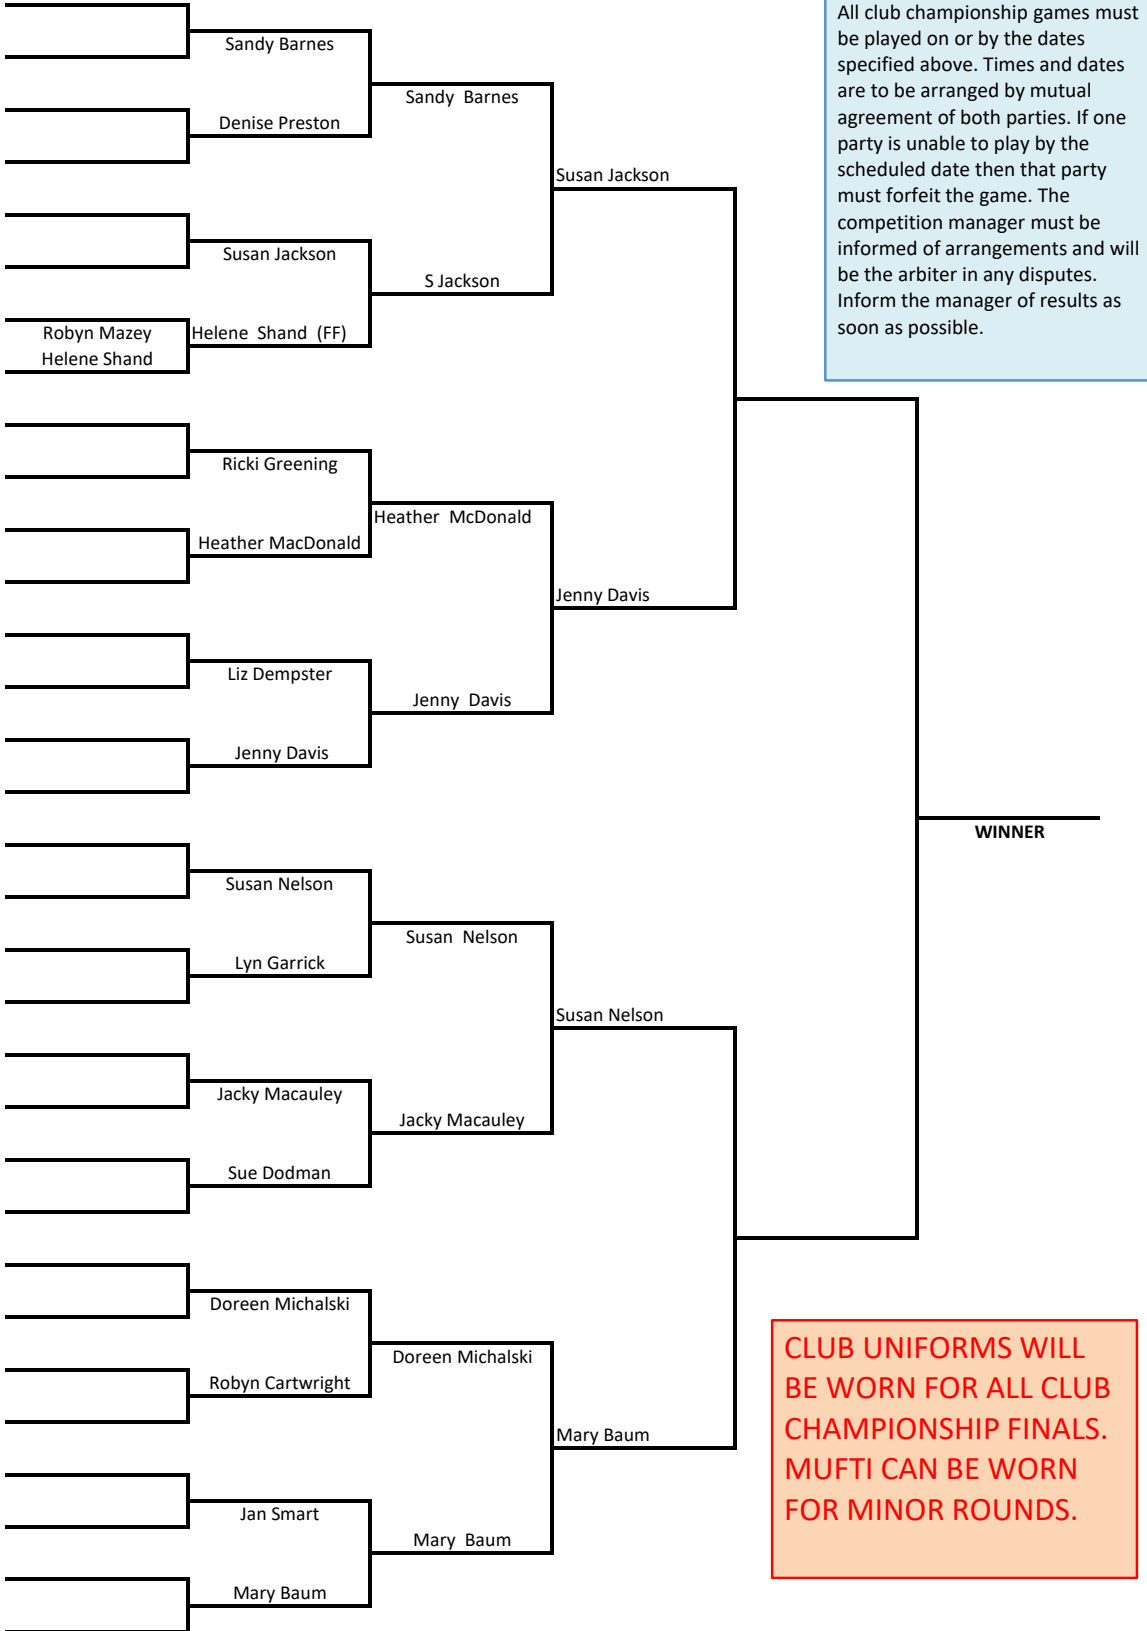 All club championship games must
be played on or by the dates
specified above. Times and dates
are to be arranged by mutual
agreement of both parties. If one
party is unable to play by the
scheduled date then that party
must forfeit the game. The
competition manager must be
informed of arrangements and will
be the arbiter in any disputes.
Inform the manager of results as
soon as possible.
Sandy Barnes
Sandy Barnes
Denise Preston
Susan Jackson
Susan Jackson
S Jackson
Robyn Mazey
Helene Shand
Helene Shand (FF)
Ricki Greening
Heather McDonald
Heather MacDonald
Jenny Davis
Liz Dempster
Jenny Davis
Jenny Davis
WINNER
Susan Nelson
Susan Nelson
Lyn Garrick
Susan Nelson
Jacky Macauley
Jacky Macauley
Sue Dodman
Doreen Michalski
Doreen Michalski
Robyn Cartwright
Mary Baum
Jan Smart
Mary Baum
Mary Baum
CLUB UNIFORMS WILL
BE WORN FOR ALL CLUB
CHAMPIONSHIP FINALS.
MUFTI CAN BE WORN
FOR MINOR ROUNDS.